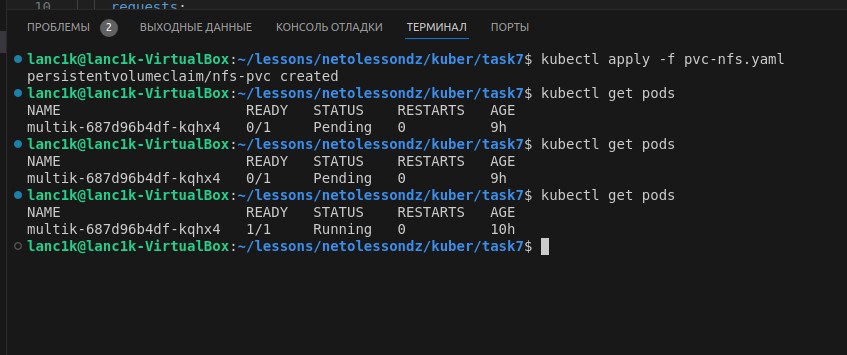 10 requests:
ПРОБЛЕМЫ 2 ВЫХОДНЫЕ ДАННЫЕ КОНСОЛЬ ОТЛАДКИ ТЕРМИНАЛ ПОРТЫ
lanc1k@lanc1k-VirtualBox:~/lessons/netolessondz/kuber/task7$ kubectl apply -f pvc-nfs.yaml
persistentvolumeclaim/nfs-pvc created
lanc1k@lanc1k-VirtualBox:~/lessons/netolessondz/kuber/task7$ kubectl get pods
NAME READY STATUS RESTARTS AGE
multik-687d96b4df-kqhx4 0/1 Pending 0 9h
lanc1k@lanc1k-VirtualBox:~/lessons/netolessondz/kuber/task7$ kubectl get pods
NAME READY STATUS RESTARTS AGE
multik-687d96b4df-kqhx4 0/1 Pending 0 9h
lanc1k@lanc1k-VirtualBox:~/lessons/netolessondz/kuber/task7$ kubectl get pods
NAME READY STATUS RESTARTS AGE
multik-687d96b4df-kqhx4 1/1 Running 0 10h
lanc1k@lanc1k-VirtualBox:~/lessons/netolessondz/kuber/task7$